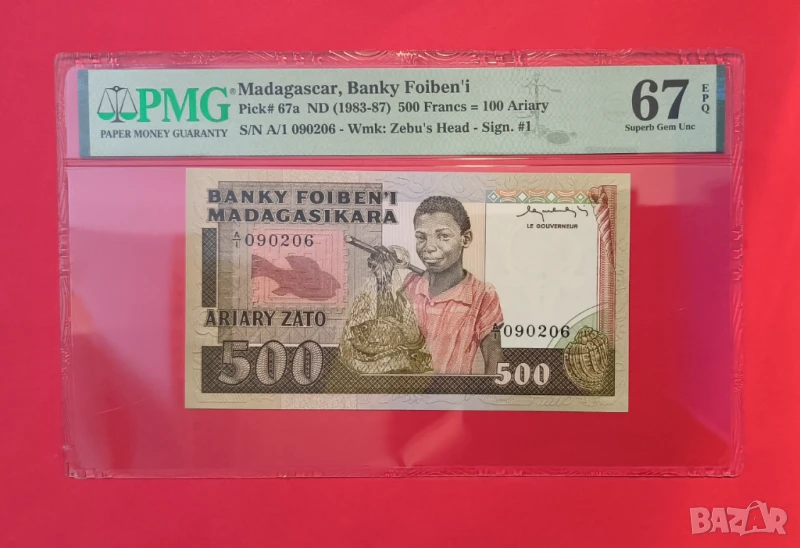 PMG®
PAPER MONEY GUARANTY
Madagascar, Banky Foiben'i
Pick# 67a ND (1983-87) 500 Francs = 100 Ariary
S/N A/1 090206 - Wmk: Zebu's Head - Sign. #1
67
EPQ
Superb Gem Unc
BANKY FOIBEN'I
MADAGASIKARA
A/1 090206
LE GOUVERNEUR
ARIARY ZATO
A/1 090206
500
500
BAZAR